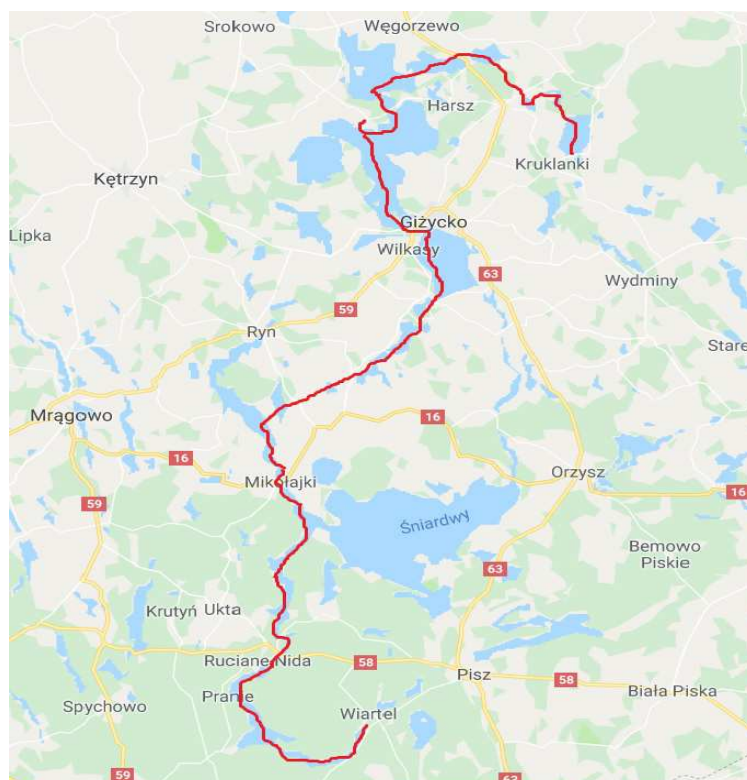 Srokowo
Węgorzewo
Harsz
Kruklanki
Kętrzyn
Lipka
Giżycko
Wilkasy
63
Wydminy
59
Ryn
Stare
Mrągowo
16
16
Mikołajki
Orzysz
16
59
Śniardwy
Bemowo
Piskie
63
Krutyń
Ukta
Ruciane-Nida
58
Pisz
58
Pranie
Biała Piska
Spychowo
Wiartel
59
63